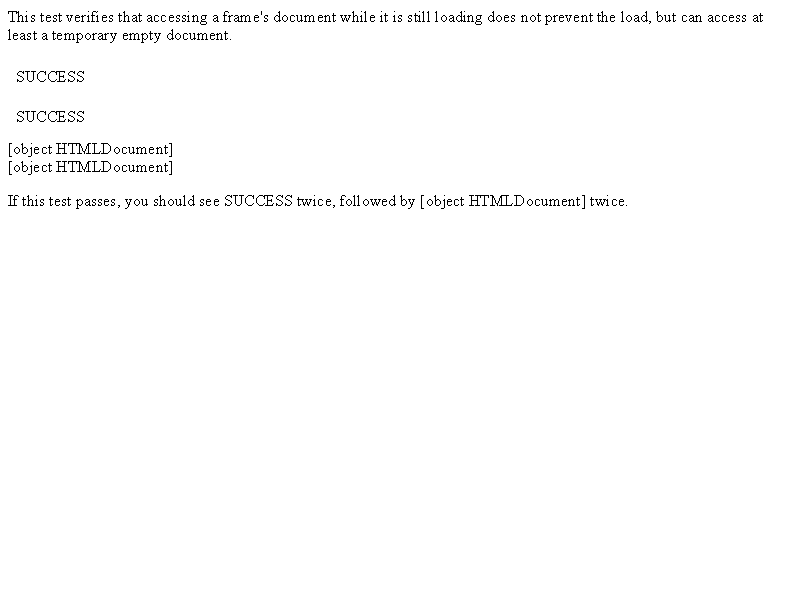 This test verifies that accessing a frame's document while it is still loading does not prevent the load, but can access at
least a temporary empty document.
SUCCESS
SUCCESS
[object HTMLDocument]
[object HTMLDocument]
If this test passes, you should see SUCCESS twice, followed by [object HTMLDocument] twice.